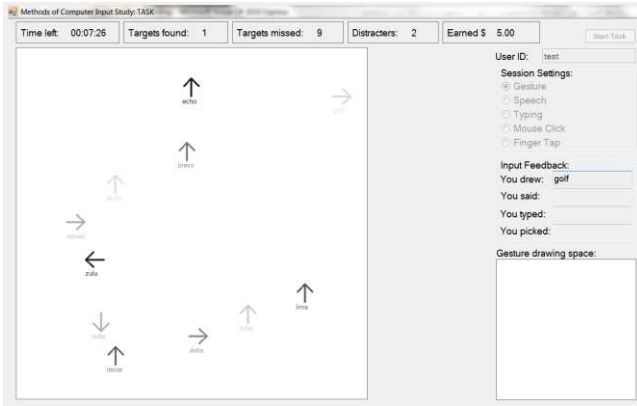 Methods of Computer Input Study: TASK
Time left: 00:07:26 Targets found: 1 Targets missed: 9 Distracters: 2 Earned $ 5.00
Start Task
User ID: test
Session Settings:
Gesture
Speech
Typing
Mouse Click
Finger Tap
Input Feedback:
You drew: golf
You said:
You typed:
You picked:
Gesture drawing space:
echo
golf
bravo
zulu
lima
delta
oscar